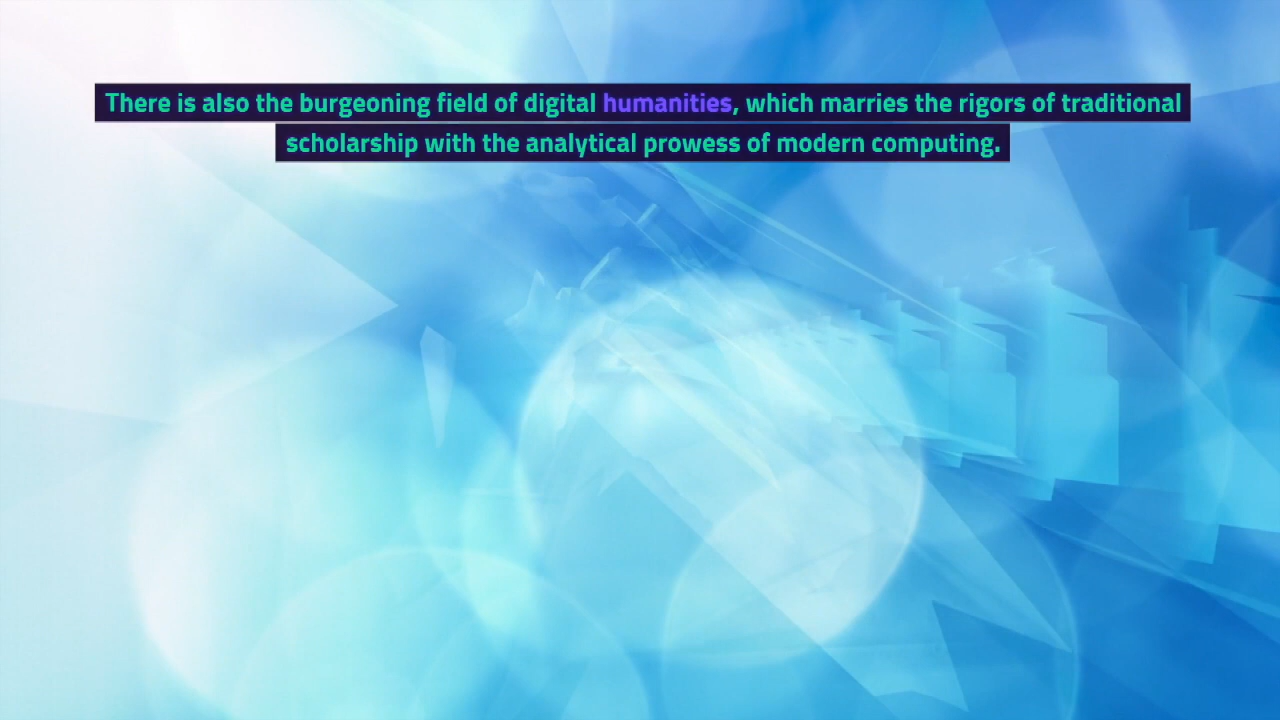 There is also the burgeoning field of digital humanities, which marries the rigors of traditional
scholarship with the analytical prowess of modern computing.